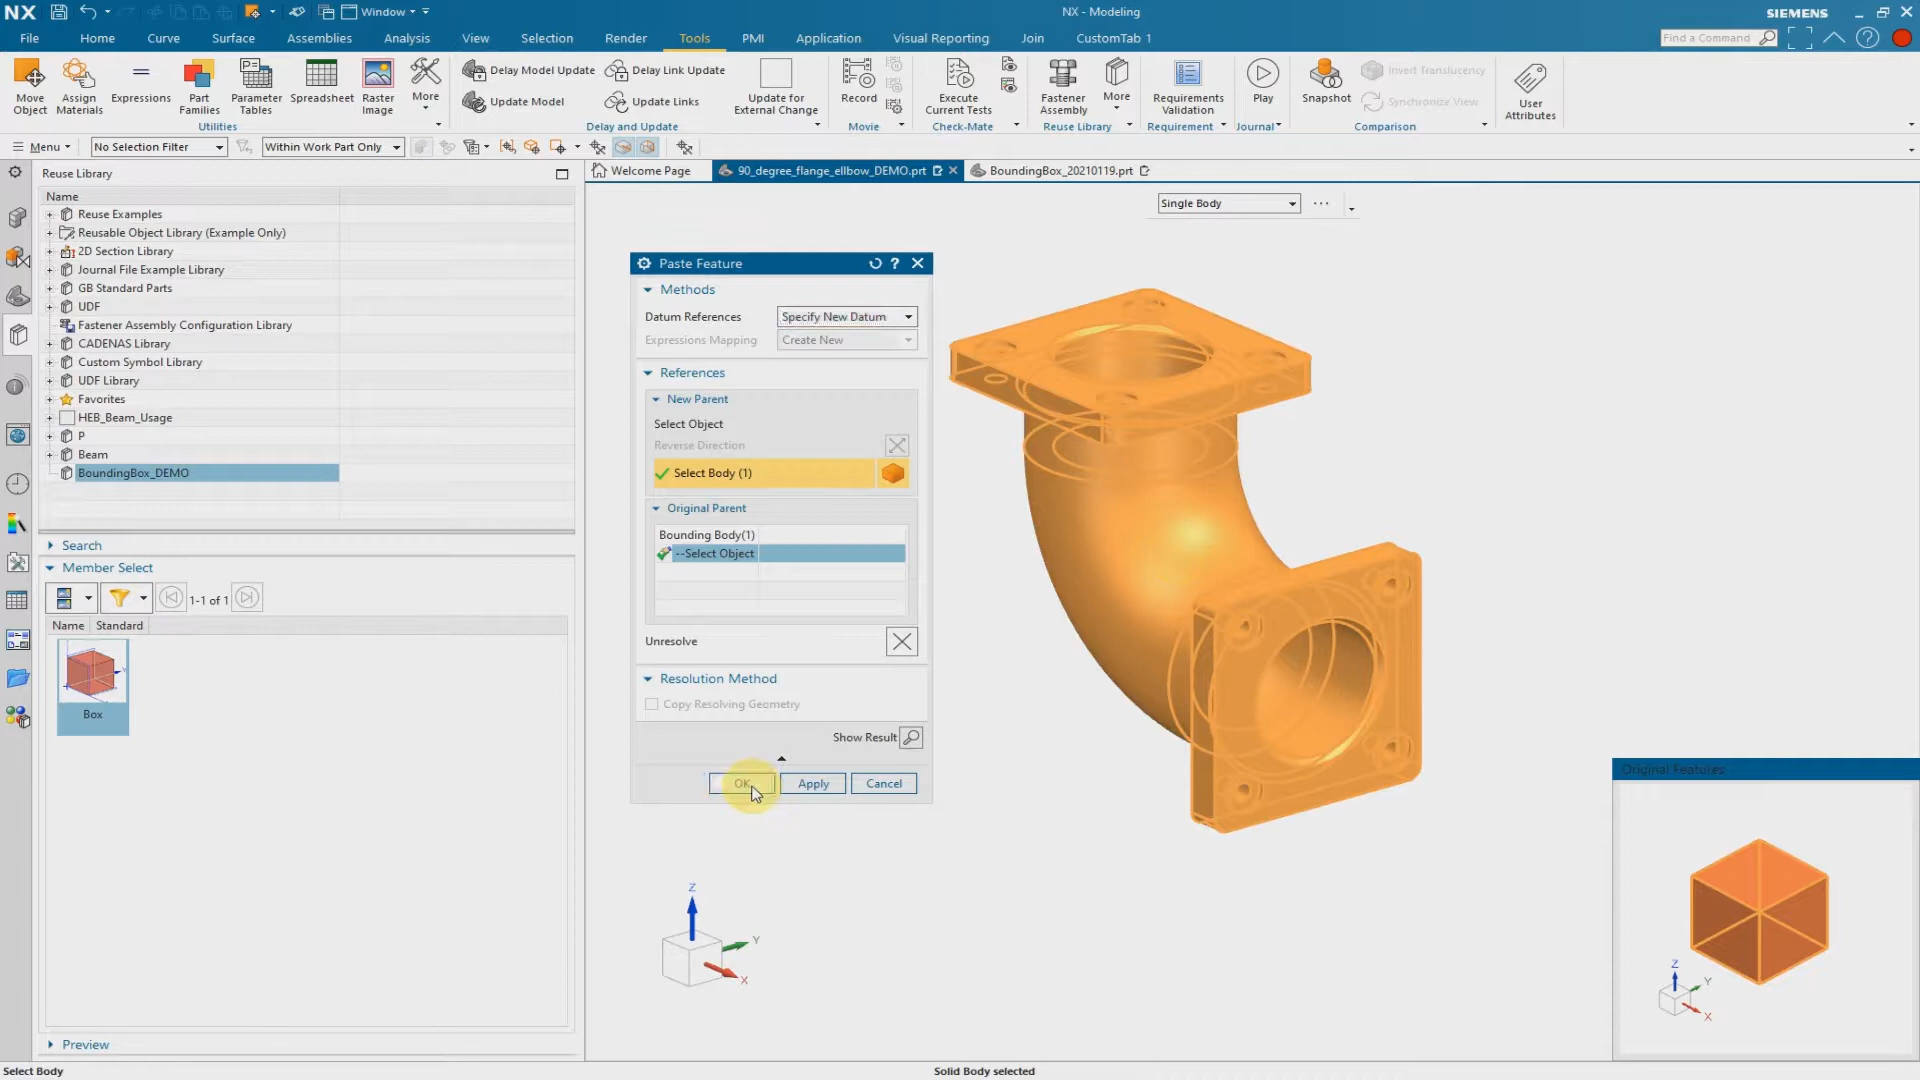 NX
Window
NX - Modeling
SIEMENS
File
Home
Curve
Surface
Assemblies
Analysis
View
Selection
Render
Tools
PMI
Application
Visual Reporting
Join
CustomTab 1
Find a Command
Move Object
Assign Materials
Expressions
Part Families
Parameter Tables
Spreadsheet
Raster Image
More
Utilities
Delay Model Update
Delay Link Update
Update Model
Update Links
Update for External Change
Delay and Update
Record
Movie
Execute Current Tests
Check-Mate
Fastener Assembly
More
Reuse Library
Requirements Validation
Requirement
Play
Journal
Snapshot
Invert Translucency
Synchronize View
Comparison
User Attributes
Menu
No Selection Filter
Within Work Part Only
Reuse Library
Name
Reuse Examples
Reusable Object Library (Example Only)
2D Section Library
Journal File Example Library
GB Standard Parts
UDF
Fastener Assembly Configuration Library
CADENAS Library
Custom Symbol Library
UDF Library
Favorites
HEB_Beam_Usage
P
Beam
BoundingBox_DEMO
Search
Member Select
1-1 of 1
Name Standard
Box
Preview
Welcome Page
90_degree_flange_ellbow_DEMO.prt
BoundingBox_20210119.prt
Single Body
Paste Feature
Methods
Datum References Specify New Datum
Expressions Mapping Create New
References
New Parent
Select Object
Reverse Direction
Select Body (1)
Original Parent
Bounding Body(1)
--Select Object
Unresolve
Resolution Method
Copy Resolving Geometry
Show Result
OK
Apply
Cancel
Z
Y
X
Original Features
Z
Y
X
Select Body
Solid Body selected